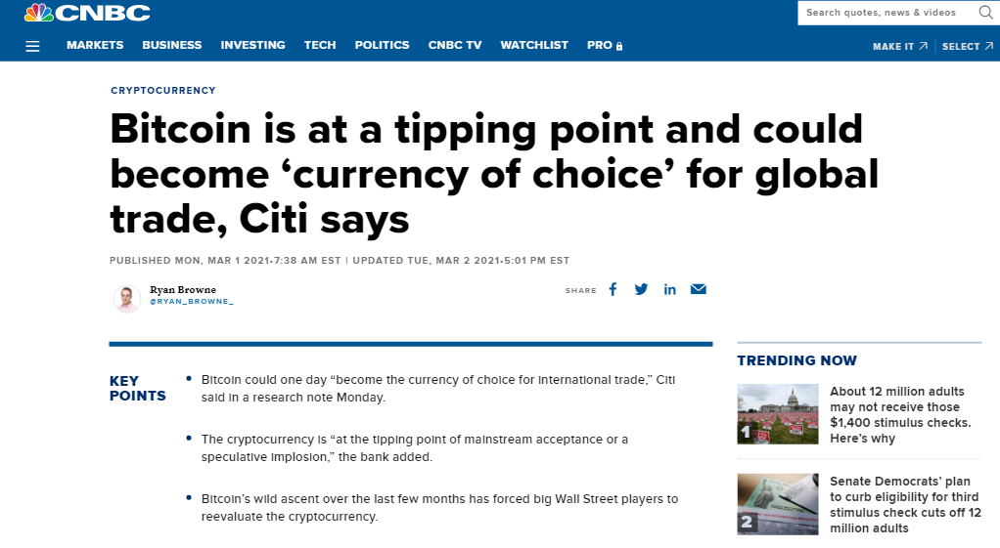 CNBC
Search quotes, news & videos
MARKETS BUSINESS INVESTING TECH POLITICS CNBC TV WATCHLIST PRO
MAKE IT SELECT
CRYPTOCURRENCY
Bitcoin is at a tipping point and could
become ‘currency of choice’ for global
trade, Citi says
PUBLISHED MON, MAR 1 2021•7:38 AM EST | UPDATED TUE, MAR 2 2021•5:01 PM EST
Ryan Browne
@RYAN_BROWNE_
SHARE
KEY
POINTS
Bitcoin could one day “become the currency of choice for international trade,” Citi
said in a research note Monday.
The cryptocurrency is “at the tipping point of mainstream acceptance or a
speculative implosion,” the bank added.
Bitcoin’s wild ascent over the last few months has forced big Wall Street players to
reevaluate the cryptocurrency.
TRENDING NOW
1
About 12 million adults
may not receive those
$1,400 stimulus checks.
Here’s why
2
Senate Democrats’ plan
to curb eligibility for third
stimulus check cuts off 12
million adults